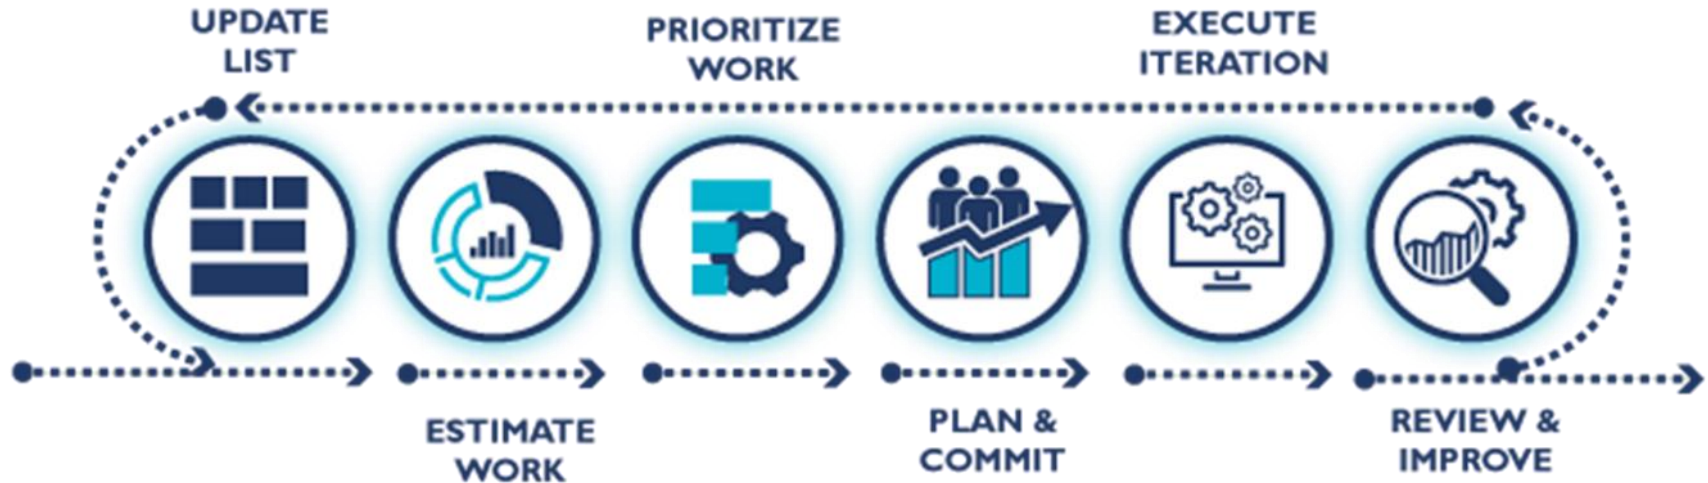 UPDATE
LIST
PRIORITIZE
WORK
EXECUTE
ITERATION
ESTIMATE
WORK
PLAN &
COMMIT
REVIEW &
IMPROVE